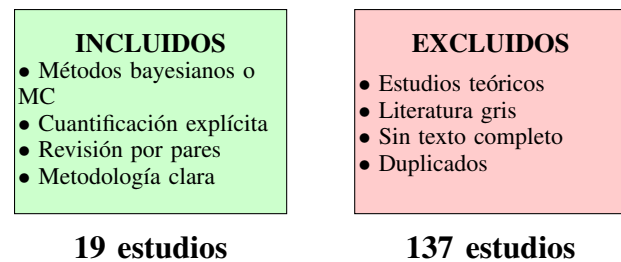 INCLUIDOS
• Métodos bayesianos o
MC
• Cuantificación explícita
• Revisión por pares
• Metodología clara
19 estudios
EXCLUIDOS
• Estudios teóricos
• Literatura gris
• Sin texto completo
• Duplicados
137 estudios